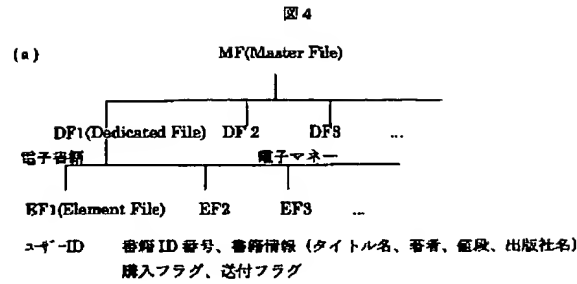 図4
(a)
MF(Master File)
DF1(Dedicated File) DF2 DF3 ...
電子書籍 電子マネー
EF1(Element File) EF2 EF3 ...
ユーザーID 書籍ID番号、書籍情報(タイトル名、著者、値段、出版社名)
購入フラグ、送付フラグ